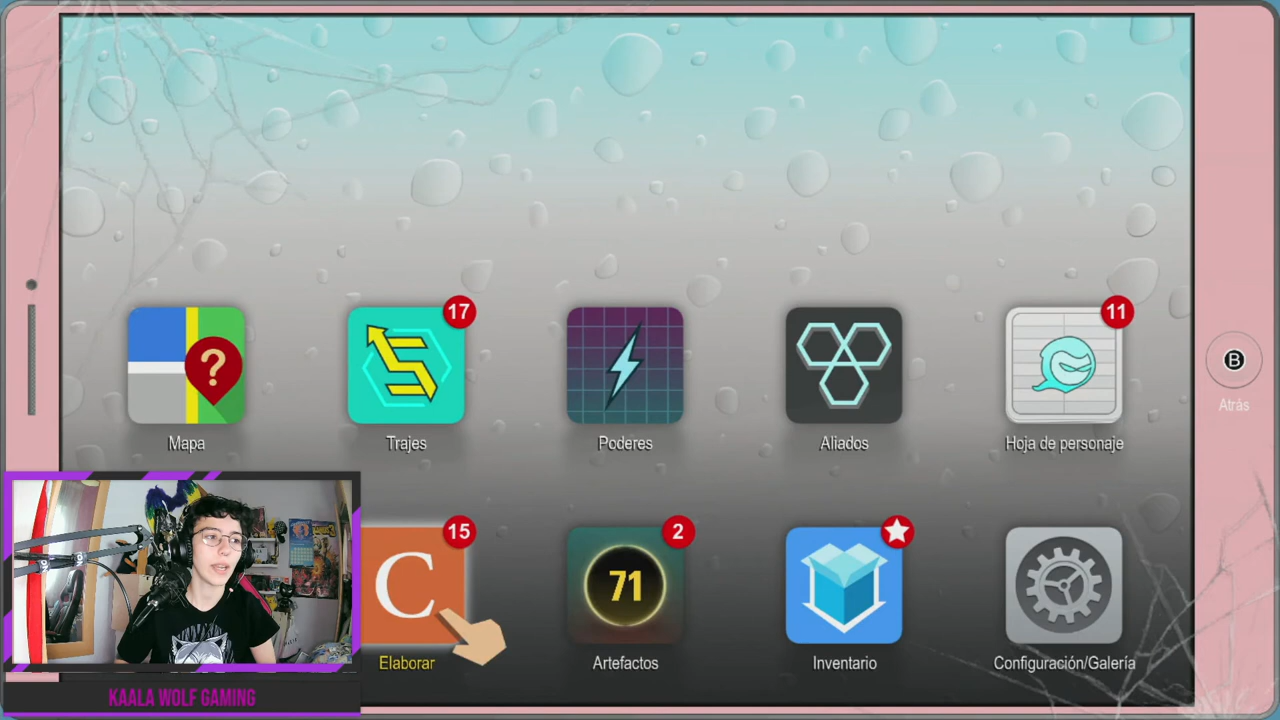 17
11
?
B
Atrás
Mapa
Trajes
Poderes
Aliados
Hoja de personaje
15
2
C
71
Elaborar
Artefactos
Inventario
Configuración/Galería
KAALA WOLF GAMING